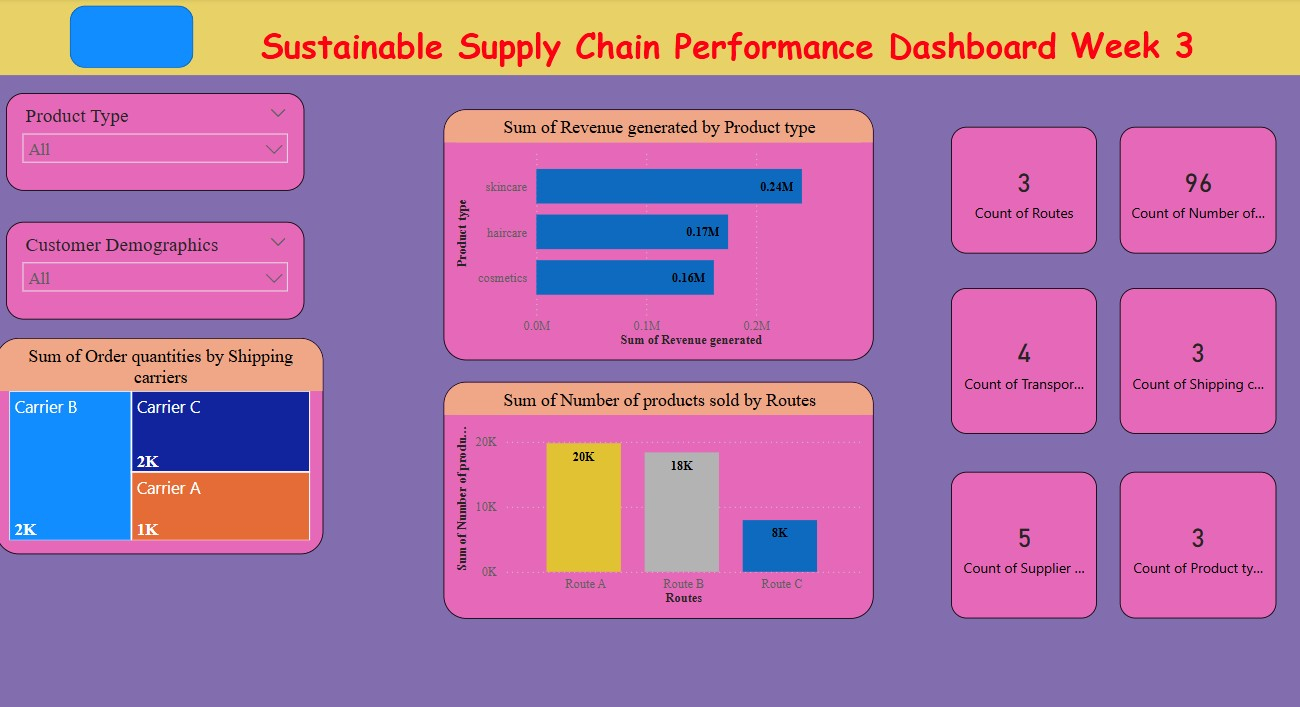 Sustainable Supply Chain Performance Dashboard Week 3
Product Type
All
Customer Demographics
All
Sum of Order quantities by Shipping
carriers
Carrier B
2K
Carrier C
2K
Carrier A
1K
Sum of Revenue generated by Product type
Product type
skincare
0.24M
haircare
0.17M
cosmetics
0.16M
0.0M 0.1M 0.2M
Sum of Revenue generated
Sum of Number of products sold by Routes
Sum of Number of produ...
20K
10K
0K
20K
18K
8K
Route A Route B Route C
Routes
3
Count of Routes
96
Count of Number of...
4
Count of Transpor...
3
Count of Shipping c...
5
Count of Supplier ...
3
Count of Product ty...